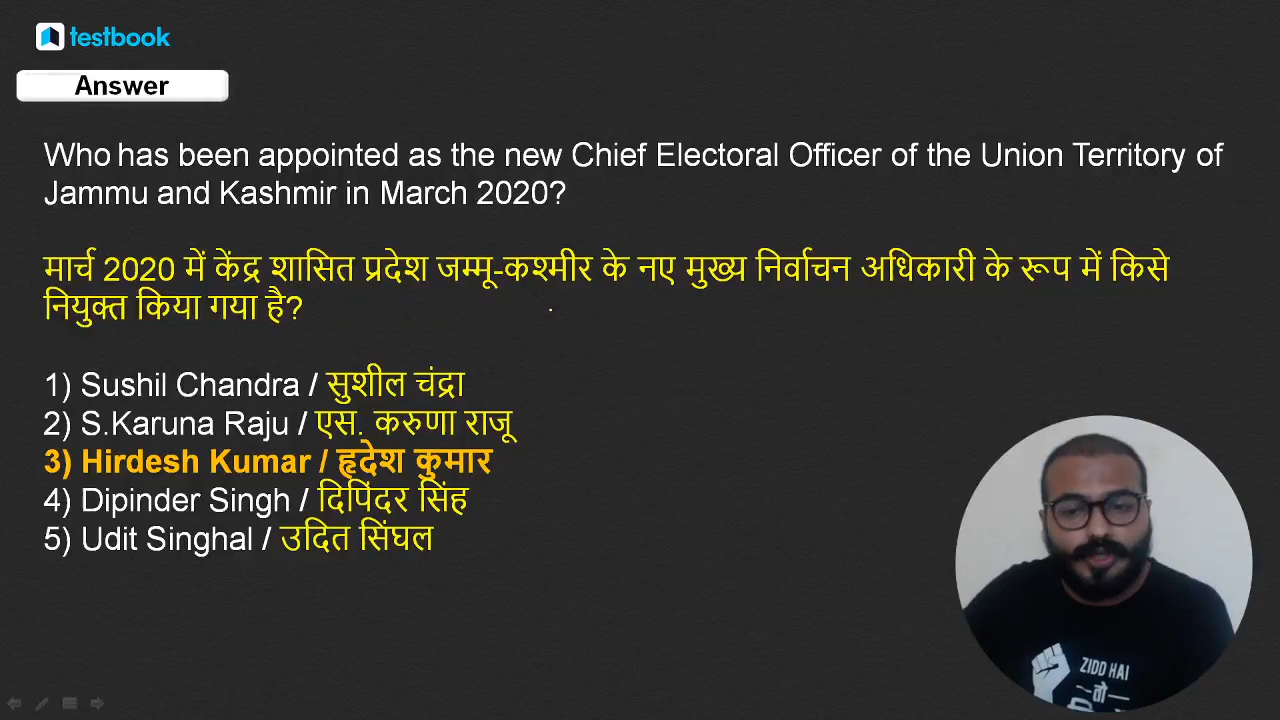 testbook
Answer
Who has been appointed as the new Chief Electoral Officer of the Union Territory of
Jammu and Kashmir in March 2020?
मार्च 2020 में केंद्र शासित प्रदेश जम्मू-कश्मीर के नए मुख्य निर्वाचन अधिकारी के रूप में किसे
नियुक्त किया गया है?
1) Sushil Chandra / सुशील चंद्रा
2) S.Karuna Raju / एस. करुणा राजू
3) Hirdesh Kumar / हृदेश कुमार
4) Dipinder Singh / दिपिंदर सिंह
5) Udit Singhal / उदित सिंघल
ZIDD HAI
तो